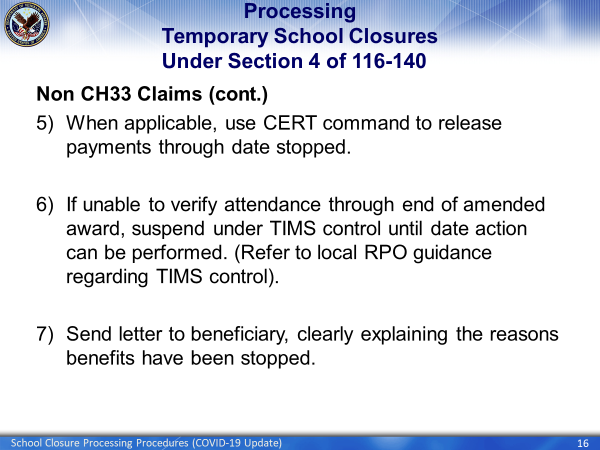 Processing
Temporary School Closures
Under Section 4 of 116-140
Non CH33 Claims (cont.)
5) When applicable, use CERT command to release
payments through date stopped.
6) If unable to verify attendance through end of amended
award, suspend under TIMS control until date action
can be performed. (Refer to local RPO guidance
regarding TIMS control).
7) Send letter to beneficiary, clearly explaining the reasons
benefits have been stopped.
School Closure Processing Procedures (COVID-19 Update)
16